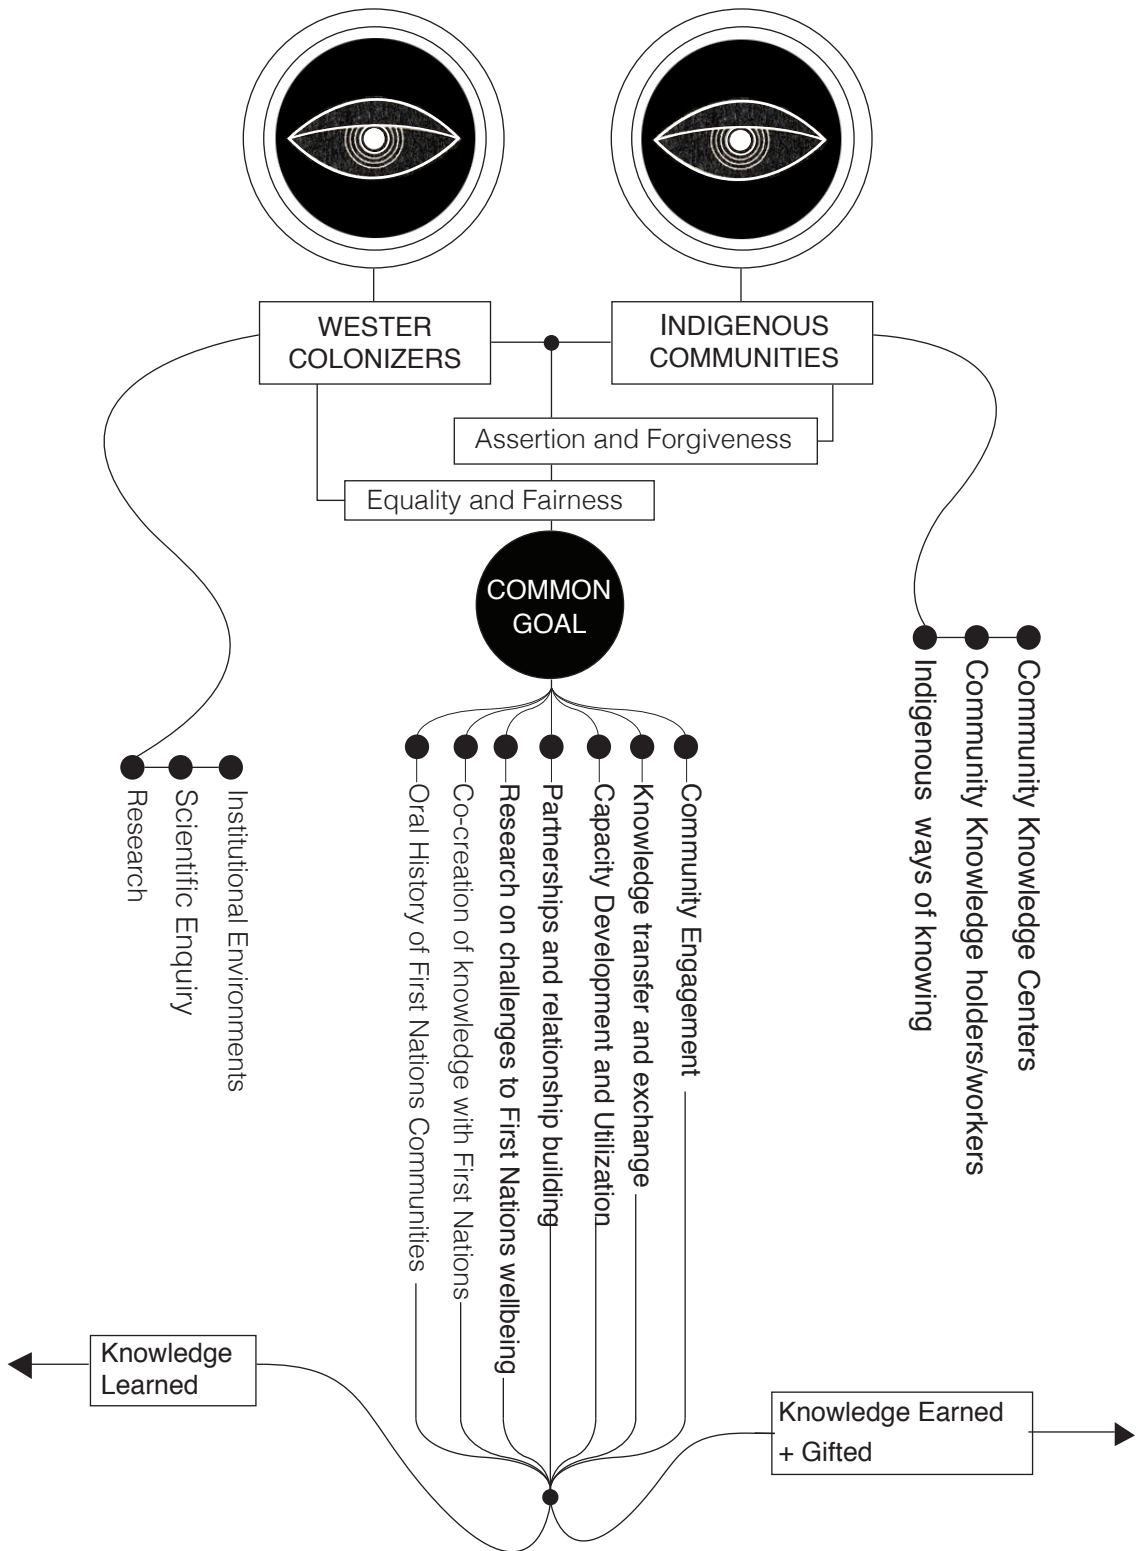 WESTER
COLONIZERS
INDIGENOUS
COMMUNITIES
Assertion and Forgiveness
Equality and Fairness
COMMON
GOAL
Research
Scientific Enquiry
Institutional Environments
Oral History of First Nations Communities
Co-creation of knowledge with First Nations
Research on challenges to First Nations wellbeing
Partnerships and relationship building
Capacity Development and Utilization
Knowledge transfer and exchange
Community Engagement
Indigenous ways of knowing
Community Knowledge holders/workers
Community Knowledge Centers
Knowledge
Learned
Knowledge Earned
+ Gifted